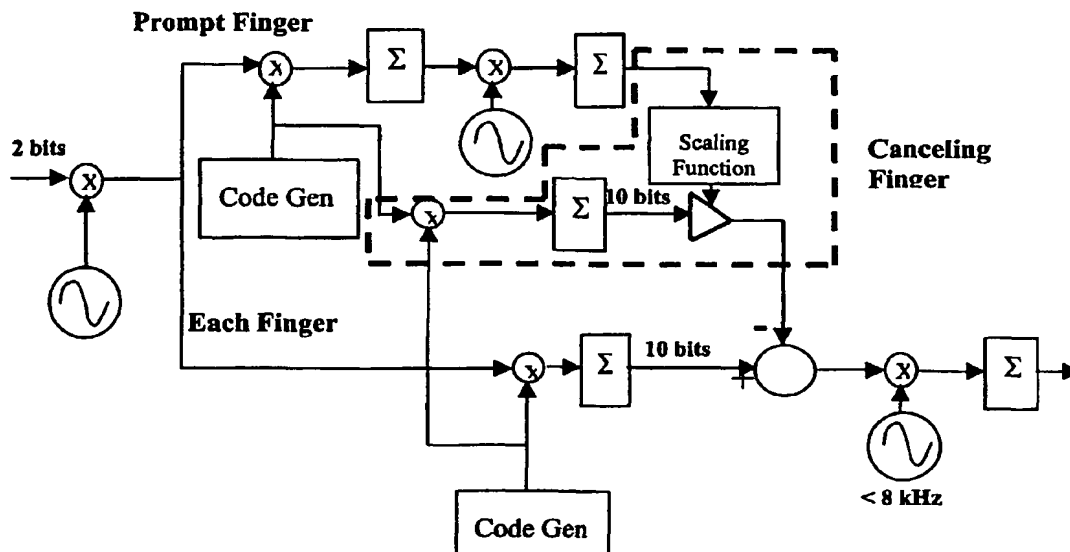 Prompt Finger
X
Σ
X
Σ
2 bits
X
Code Gen
Scaling
Function
Canceling
Finger
x
Σ
10 bits
Each Finger
x
Σ
10 bits
-
+
X
Σ
< 8 kHz
Code Gen